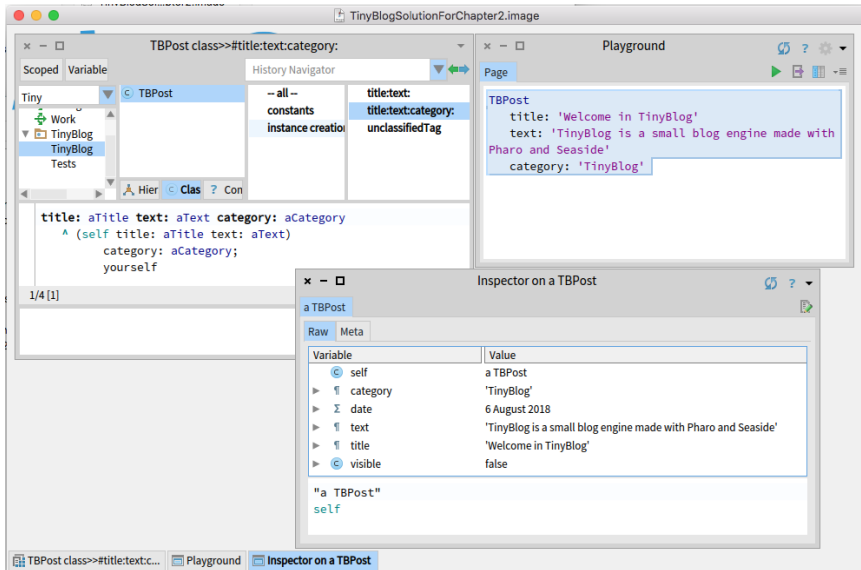 TinyBlogSolutionForChapter2.image
TBPost class>>#title:text:category:
Scoped Variable
History Navigator
Tiny
Work
TinyBlog
TinyBlog
Tests
TBPost
-- all --
constants
instance creation
title:text:
title:text:category:
unclassifiedTag
Hier
Clas
? Con
title: aTitle text: aText category: aCategory
^ (self title: aTitle text: aText)
category: aCategory;
yourself
1/4 [1]
Playground
?
Page
TBPost
title: 'Welcome in TinyBlog'
text: 'TinyBlog is a small blog engine made with
Pharo and Seaside'
category: 'TinyBlog'
Inspector on a TBPost
?
a TBPost
Raw Meta
Variable Value
self a TBPost
category 'TinyBlog'
date 6 August 2018
text 'TinyBlog is a small blog engine made with Pharo and Seaside'
title 'Welcome in TinyBlog'
visible false
"a TBPost"
self
TBPost class>>#title:text:c...
Playground
Inspector on a TBPost